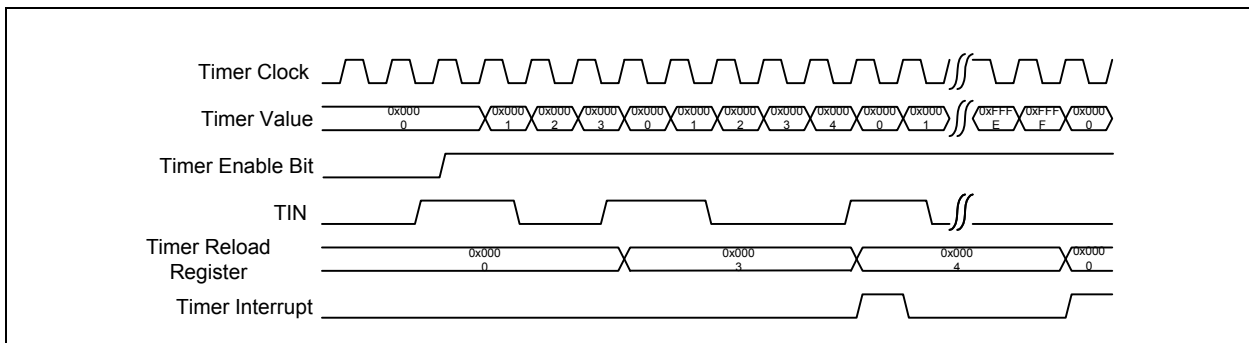 Timer Clock
Timer Value
0x000
0
0x000
1
0x000
2
0x000
3
0x000
0
0x000
1
0x000
2
0x000
3
0x000
4
0x000
0
0x000
1
0xFFF
E
0xFFF
F
0x000
0
Timer Enable Bit
TIN
Timer Reload
Register
0x000
0
0x000
3
0x000
4
0x000
0
Timer Interrupt